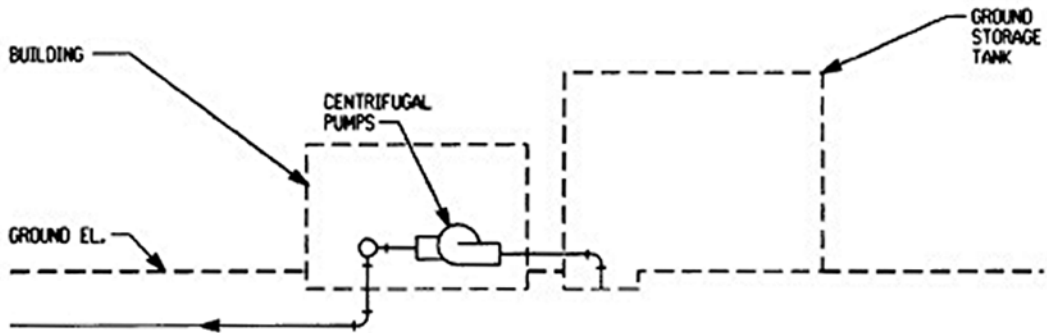 GROUND
STORAGE
TANK
BUILDING
CENTRIFUGAL
PUMPS
GROUND EL.